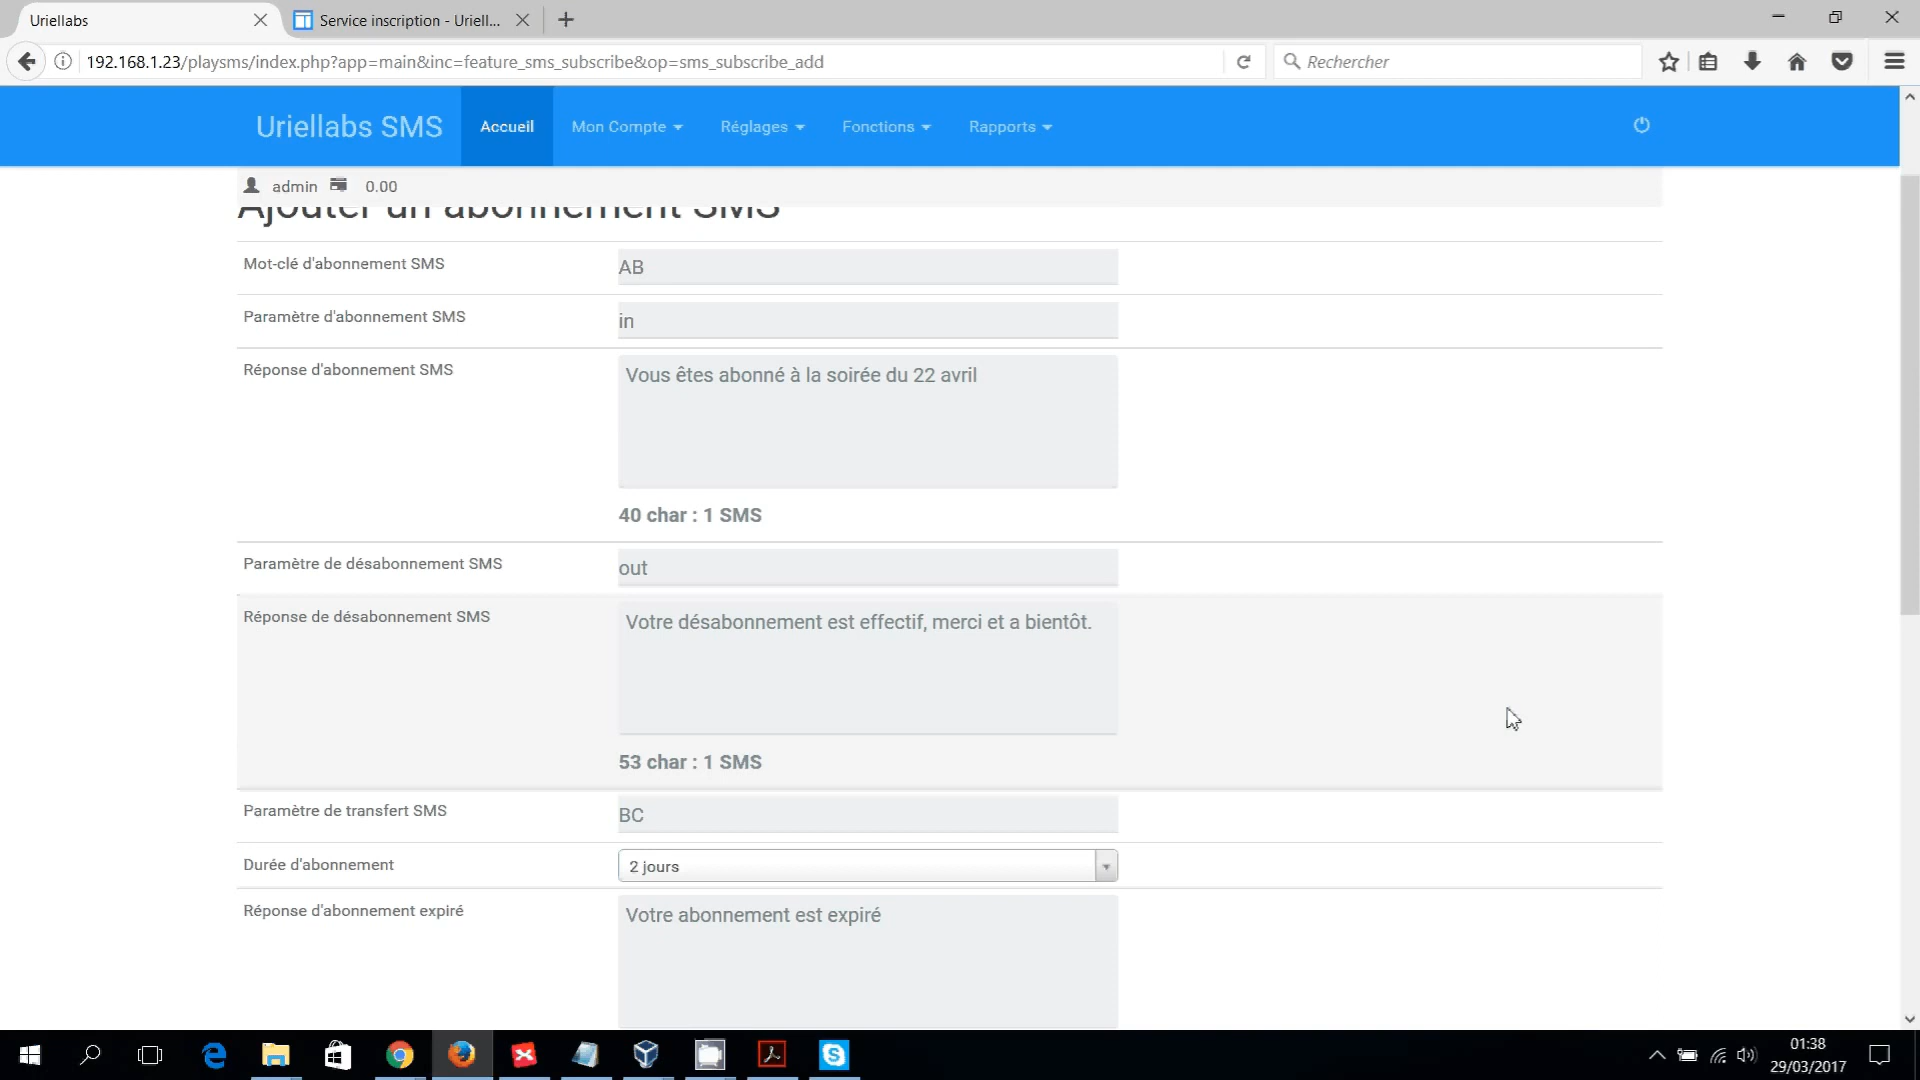 Uriellabs
Service inscription - Uriell...
192.168.1.23/playsms/index.php?app=main&inc=feature_sms_subscribe&op=sms_subscribe_add
Rechercher
Uriellabs SMS
Accueil
Mon Compte
Réglages
Fonctions
Rapports
admin
0.00
Ajouter un abonnement SMS
Mot-clé d'abonnement SMS
AB
Paramètre d'abonnement SMS
in
Réponse d'abonnement SMS
Vous êtes abonné à la soirée du 22 avril
40 char : 1 SMS
Paramètre de désabonnement SMS
out
Réponse de désabonnement SMS
Votre désabonnement est effectif, merci et a bientôt.
53 char : 1 SMS
Paramètre de transfert SMS
BC
Durée d'abonnement
2 jours
Réponse d'abonnement expiré
Votre abonnement est expiré
01:38
29/03/2017